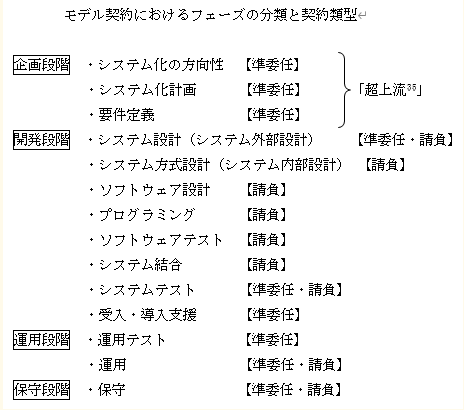 モデル契約におけるフェーズの分類と契約類型↵
企画段階 ・システム化の方向性 【準委任】
・システム化計画 【準委任】 「超上流」
・要件定義 【準委任】
開発段階 ・システム設計(システム外部設計) 【準委任・請負】
・システム方式設計(システム内部設計) 【請負】
・ソフトウェア設計 【請負】
・プログラミング 【請負】
・ソフトウェアテスト 【請負】
・システム結合 【請負】
・システムテスト 【準委任・請負】
・受入・導入支援 【準委任】
運用段階 ・運用テスト 【準委任】
・運用 【準委任・請負】
保守段階 ・保守 【準委任・請負】